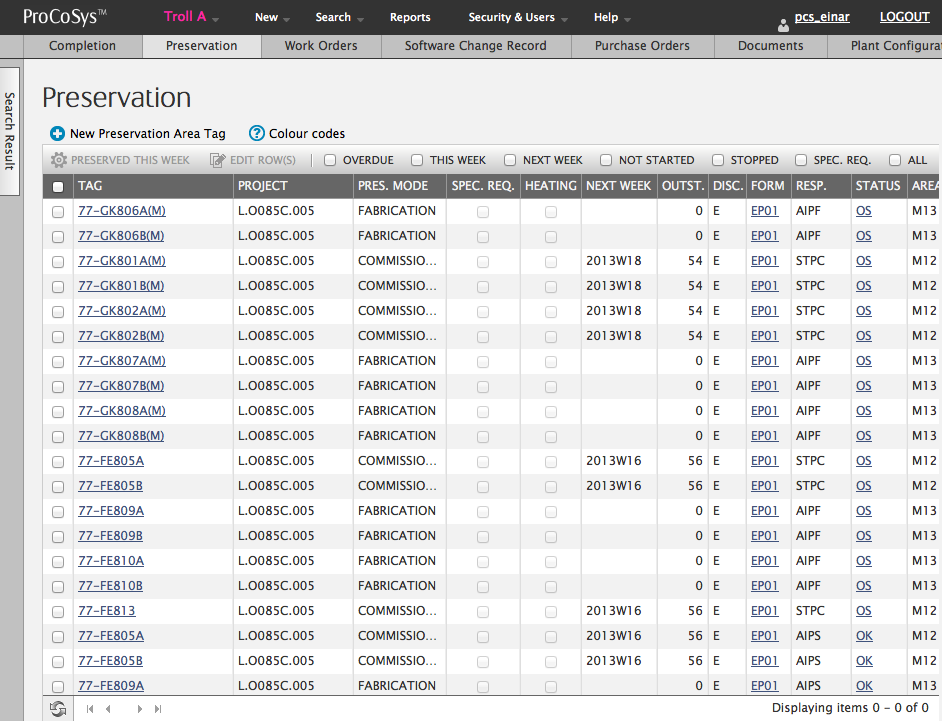 ProCoSys™ Troll A New Search Reports Security & Users Help pcs_einar LOGOUT
Completion Preservation Work Orders Software Change Record Purchase Orders Documents Plant Configurat
Search Result
Preservation
New Preservation Area Tag ? Colour codes
PRESERVED THIS WEEK EDIT ROW(S) OVERDUE THIS WEEK NEXT WEEK NOT STARTED STOPPED SPEC. REQ. ALL
TAG PROJECT PRES. MODE SPEC. REQ. HEATING NEXT WEEK OUTST. DISC. FORM RESP. STATUS AREA
77-GK806A(M) L.O085C.005 FABRICATION 0 E EP01 AIPF OS M13
77-GK806B(M) L.O085C.005 FABRICATION 0 E EP01 AIPF OS M13
77-GK801A(M) L.O085C.005 COMMISSIO... 2013W18 54 E EP01 STPC OS M12
77-GK801B(M) L.O085C.005 COMMISSIO... 2013W18 54 E EP01 STPC OS M12
77-GK802A(M) L.O085C.005 COMMISSIO... 2013W18 54 E EP01 STPC OS M12
77-GK802B(M) L.O085C.005 COMMISSIO... 2013W18 54 E EP01 STPC OS M12
77-GK807A(M) L.O085C.005 FABRICATION 0 E EP01 AIPF OS M13
77-GK807B(M) L.O085C.005 FABRICATION 0 E EP01 AIPF OS M13
77-GK808A(M) L.O085C.005 FABRICATION 0 E EP01 AIPF OS M13
77-GK808B(M) L.O085C.005 FABRICATION 0 E EP01 AIPF OS M13
77-FE805A L.O085C.005 COMMISSIO... 2013W16 56 E EP01 STPC OS M12
77-FE805B L.O085C.005 COMMISSIO... 2013W16 56 E EP01 STPC OS M12
77-FE809A L.O085C.005 FABRICATION 0 E EP01 AIPF OS M13
77-FE809B L.O085C.005 FABRICATION 0 E EP01 AIPF OS M13
77-FE810A L.O085C.005 FABRICATION 0 E EP01 AIPF OS M13
77-FE810B L.O085C.005 FABRICATION 0 E EP01 AIPF OS M13
77-FE813 L.O085C.005 COMMISSIO... 2013W16 56 E EP01 STPC OS M12
77-FE805A L.O085C.005 COMMISSIO... 2013W16 56 E EP01 AIPS OK M12
77-FE805B L.O085C.005 COMMISSIO... 2013W16 56 E EP01 AIPS OK M12
77-FE809A L.O085C.005 FABRICATION 0 E EP01 AIPS OK M13
Displaying items 0 - 0 of 0